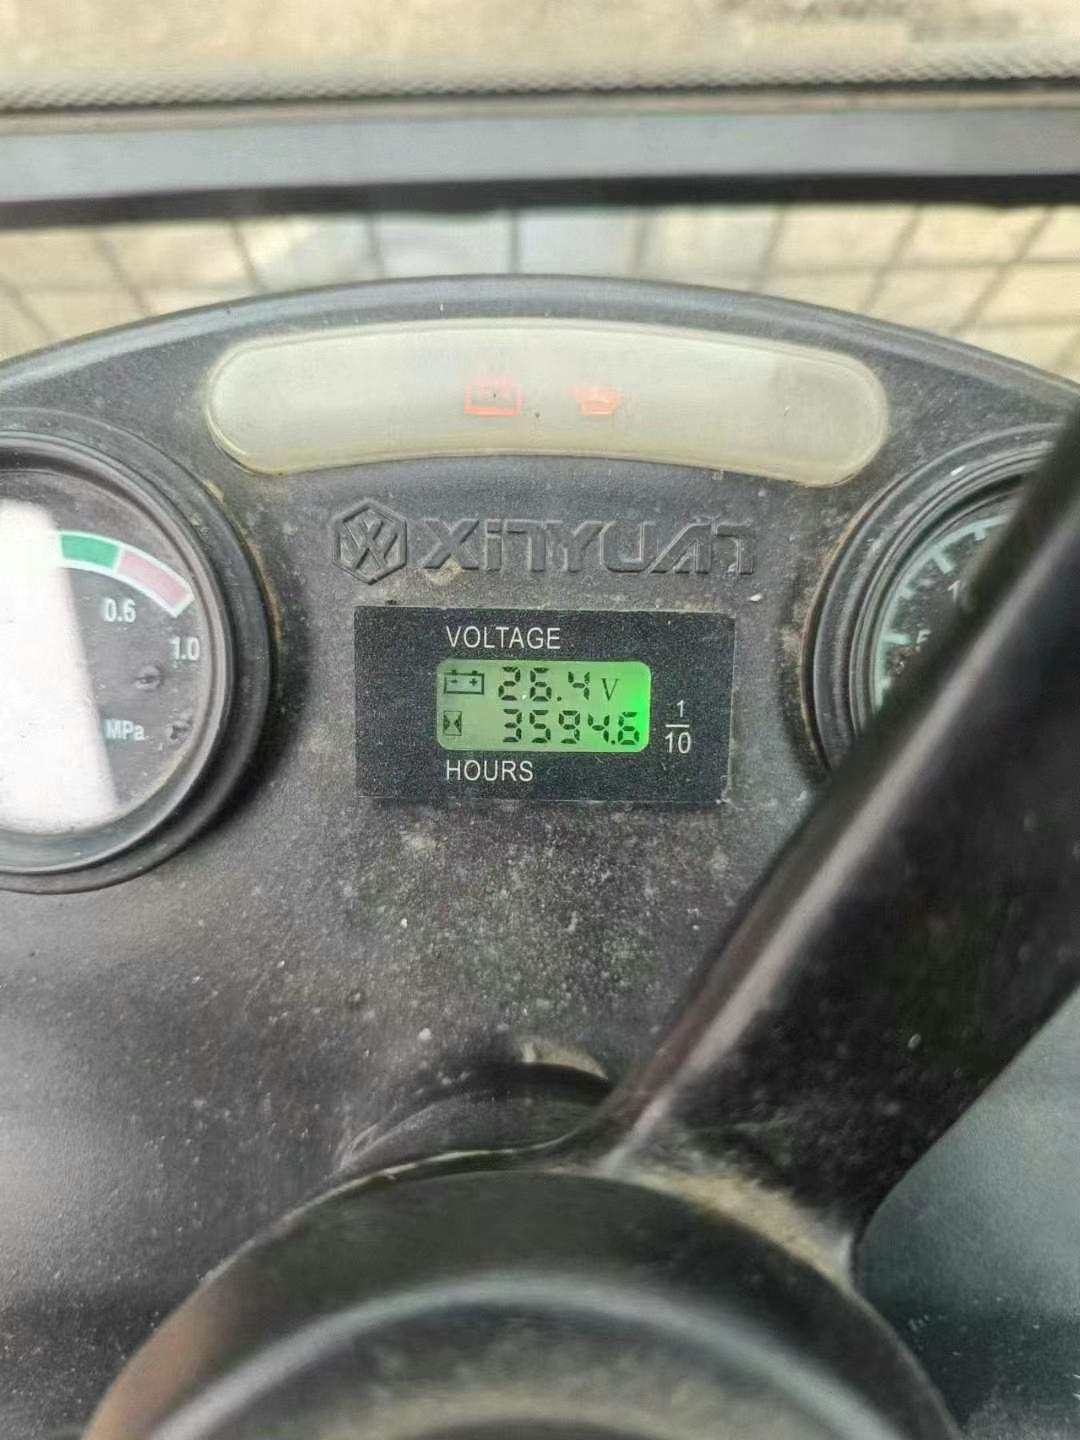 XINYUAN
VOLTAGE
26.4 V
3594.6
1
10
HOURS
0.6
1.0
MPa